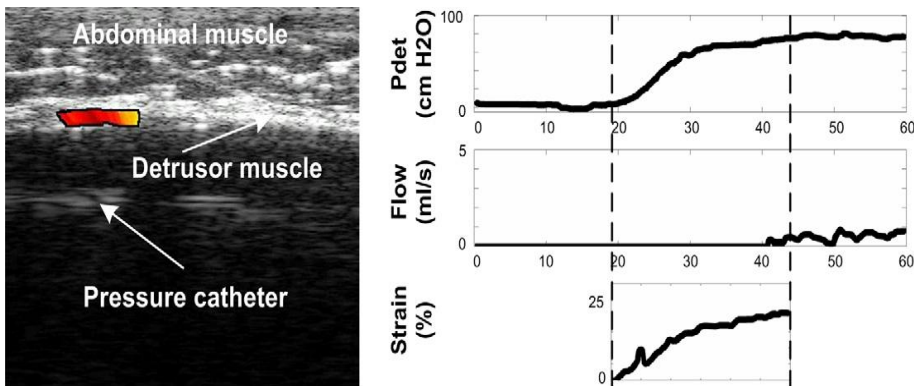 Abdominal muscle
Detrusor muscle
Pressure catheter
Pdet
(cm H2O)
100
0
0 10 20 30 40 50 60
Flow
(ml/s)
5
0
0 10 20 30 40 50 60
Strain
(%)
25
0